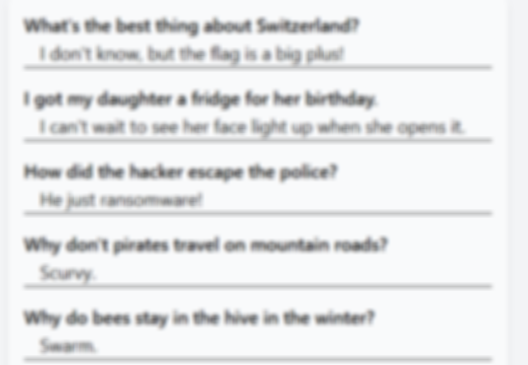 What's the best thing about Switzerland?
I don't know, but the flag is a big plus!
I got my daughter a fridge for her birthday.
I can't wait to see her face light up when she opens it.
How did the hacker escape the police?
He just ransomware!
Why don't pirates travel on mountain roads?
Scurvy.
Why do bees stay in the hive in the winter?
Swarm.